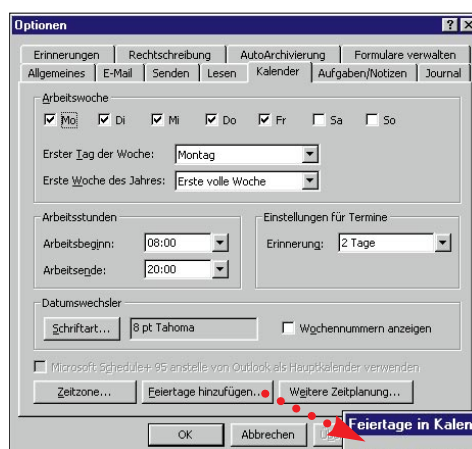 Optionen
Erinnerungen Rechtschreibung AutoArchivierung Formulare verwalten
Allgemeines E-Mail Senden Lesen Kalender Aufgaben/Notizen Journal
Arbeitswoche
Mo Di Mi Do Fr Sa So
Erster Tag der Woche: Montag
Erste Woche des Jahres: Erste volle Woche
Arbeitsstunden Einstellungen für Termine
Arbeitsbeginn: 08:00 Erinnerung: 2 Tage
Arbeitsende: 20:00
Datumswechsler
Schriftart... 8 pt Tahoma Wochennummern anzeigen
Microsoft Schedule+ 95 anstelle von Outlook als Hauptkalender verwenden
Zeitzone... Feiertage hinzufügen... Weitere Zeitplanung...
Feiertage in Kalen
OK Abbrechen